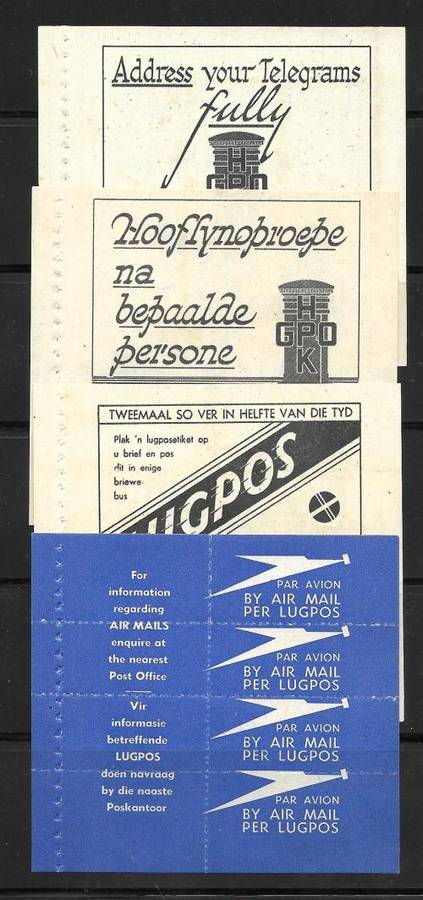 Address your Telegrams
fully
H
GPO
Hooflynoproepe
na
bepaalde
persone
H
GPO
K
TWEEMAAL SO VER IN HELFTE VAN DIE TYD
Plak 'n lugposetiket op
u brief en pos
dit in enige
briewe-
bus
LUGPOS
For
information
regarding
AIR MAILS
enquire at
the nearest
Post Office
Vir
informasie
betreffende
LUGPOS
doen navraag
by die naaste
Poskantoor
PAR AVION
BY AIR MAIL
PER LUGPOS
PAR AVION
BY AIR MAIL
PER LUGPOS
PAR AVION
BY AIR MAIL
PER LUGPOS
PAR AVION
BY AIR MAIL
PER LUGPOS